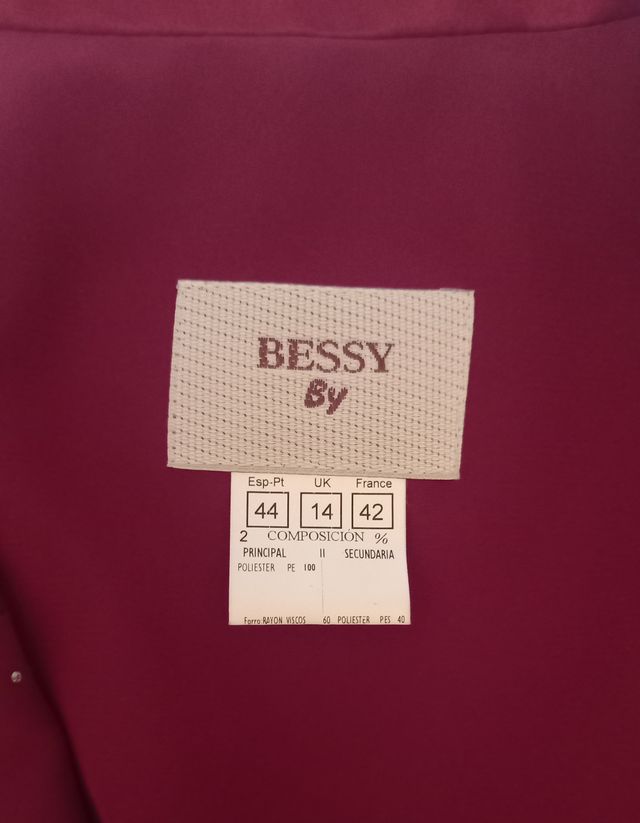 BESSY
By
Esp-Pt UK France
44 14 42
2 COMPOSICIÓN %
PRINCIPAL II SECUNDARIA
POLIESTER PE 100
Forro:RAYON VISCOS 60 POLIESTER PES 40